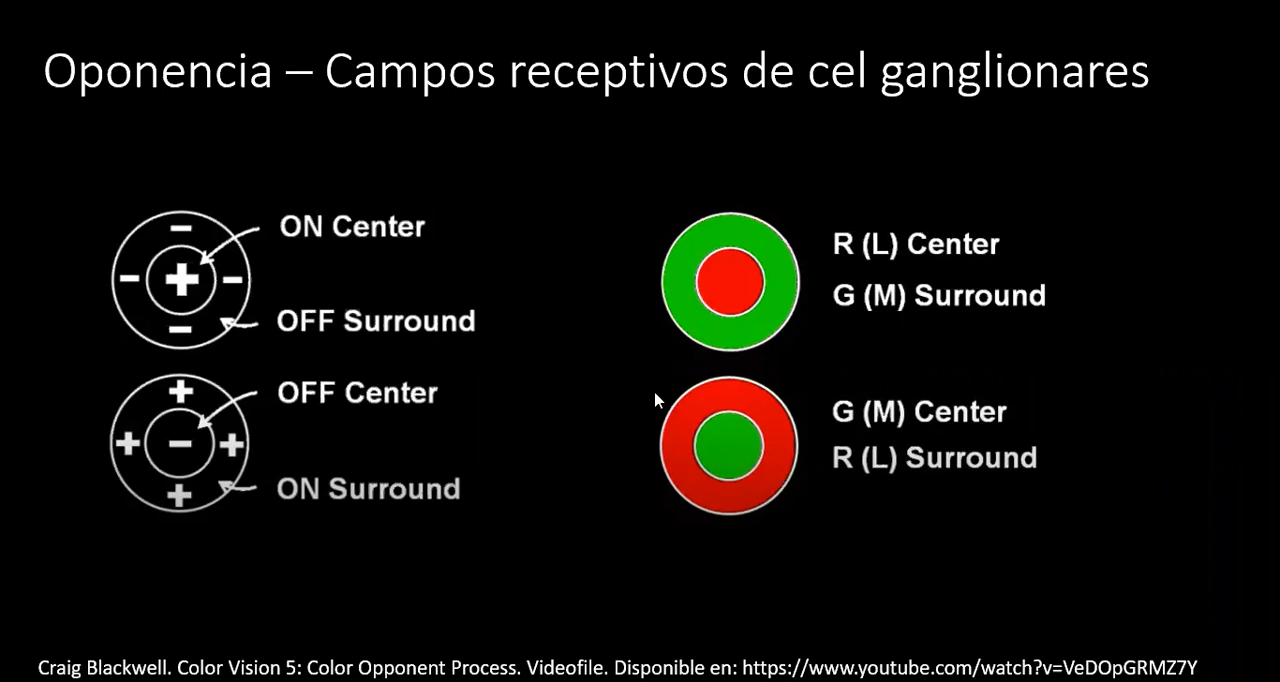 Oponencia – Campos receptivos de cel ganglionares
ON Center
OFF Surround
OFF Center
ON Surround
R (L) Center
G (M) Surround
G (M) Center
R (L) Surround
Craig Blackwell. Color Vision 5: Color Opponent Process. Videofile. Disponible en: https://www.youtube.com/watch?v=VeDOpGRMZ7Y